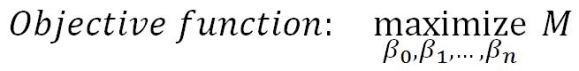 Objective function: maximize M
β₀,β₁,…,βₙ